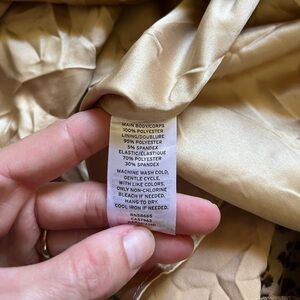 MAIN BODY/CORPS
100% POLYESTER
LINING/DOUBLURE
95% POLYESTER
5% SPANDEX
ELASTIC/ÉLASTIQUE
70% POLYESTER
30% SPANDEX
MACHINE WASH COLD,
GENTLE CYCLE,
WITH LIKE COLORS,
ONLY NON-CHLORINE
BLEACH IF NEEDED.
HANG TO DRY.
COOL IRON IF NEEDED.